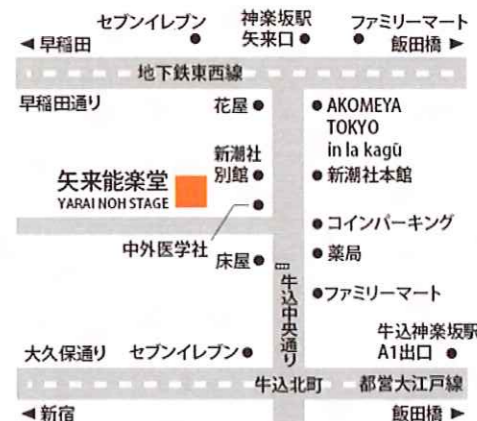 セブンイレブン
神楽坂駅
矢来口
ファミリーマート
◀ 早稲田
飯田橋 ▶
地下鉄東西線
早稲田通り
花屋
AKOMEYA
TOKYO
in la kagū
新潮社
別館
新潮社本館
矢来能楽堂
YARAI NOH STAGE
コインパーキング
中外医学社
床屋
薬局
牛込中央通り
ファミリーマート
牛込神楽坂駅
A1出口
大久保通り
セブンイレブン
牛込北町
都営大江戸線
◀ 新宿
飯田橋 ▶